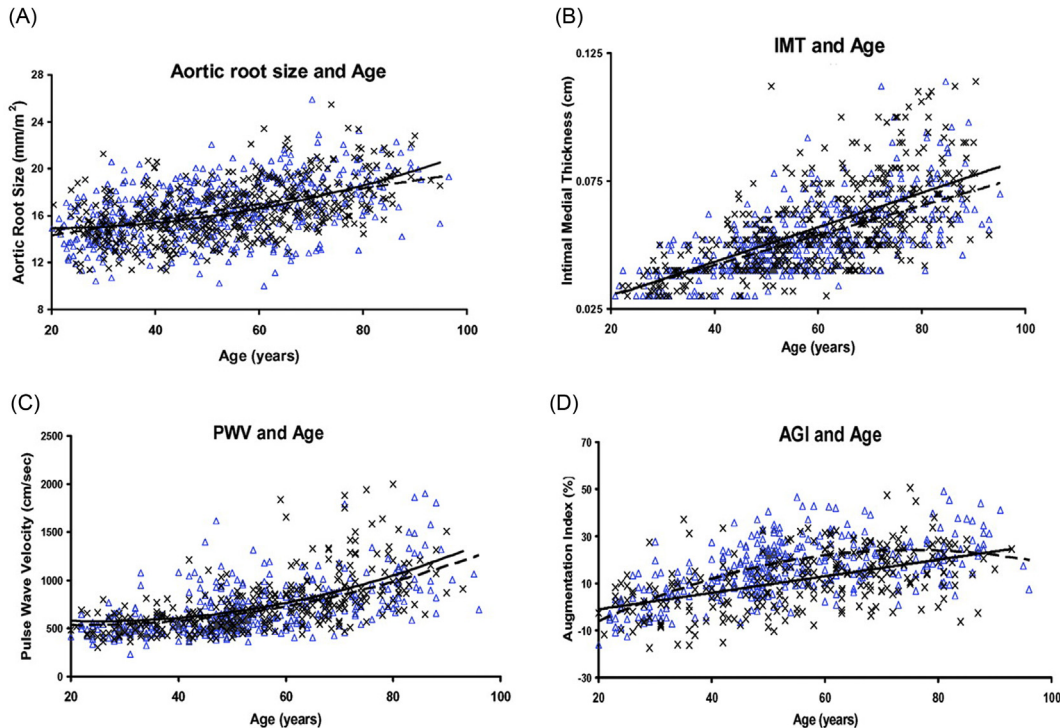 (A)
Aortic root size and Age
Aortic Root Size (mm/m²)
28
24
20
16
12
8
20 40 60 80 100
Age (years)
(B)
IMT and Age
Intimal Medial Thickness (cm)
0.125
0.075
0.025
20 40 60 80 100
Age (years)
(C)
PWV and Age
Pulse Wave Velocity (cm/sec)
2500
2000
1500
1000
500
0
20 40 60 80 100
Age (years)
(D)
AGI and Age
Augmentation Index (%)
70
50
30
10
-10
-30
20 40 60 80 100
Age (years)